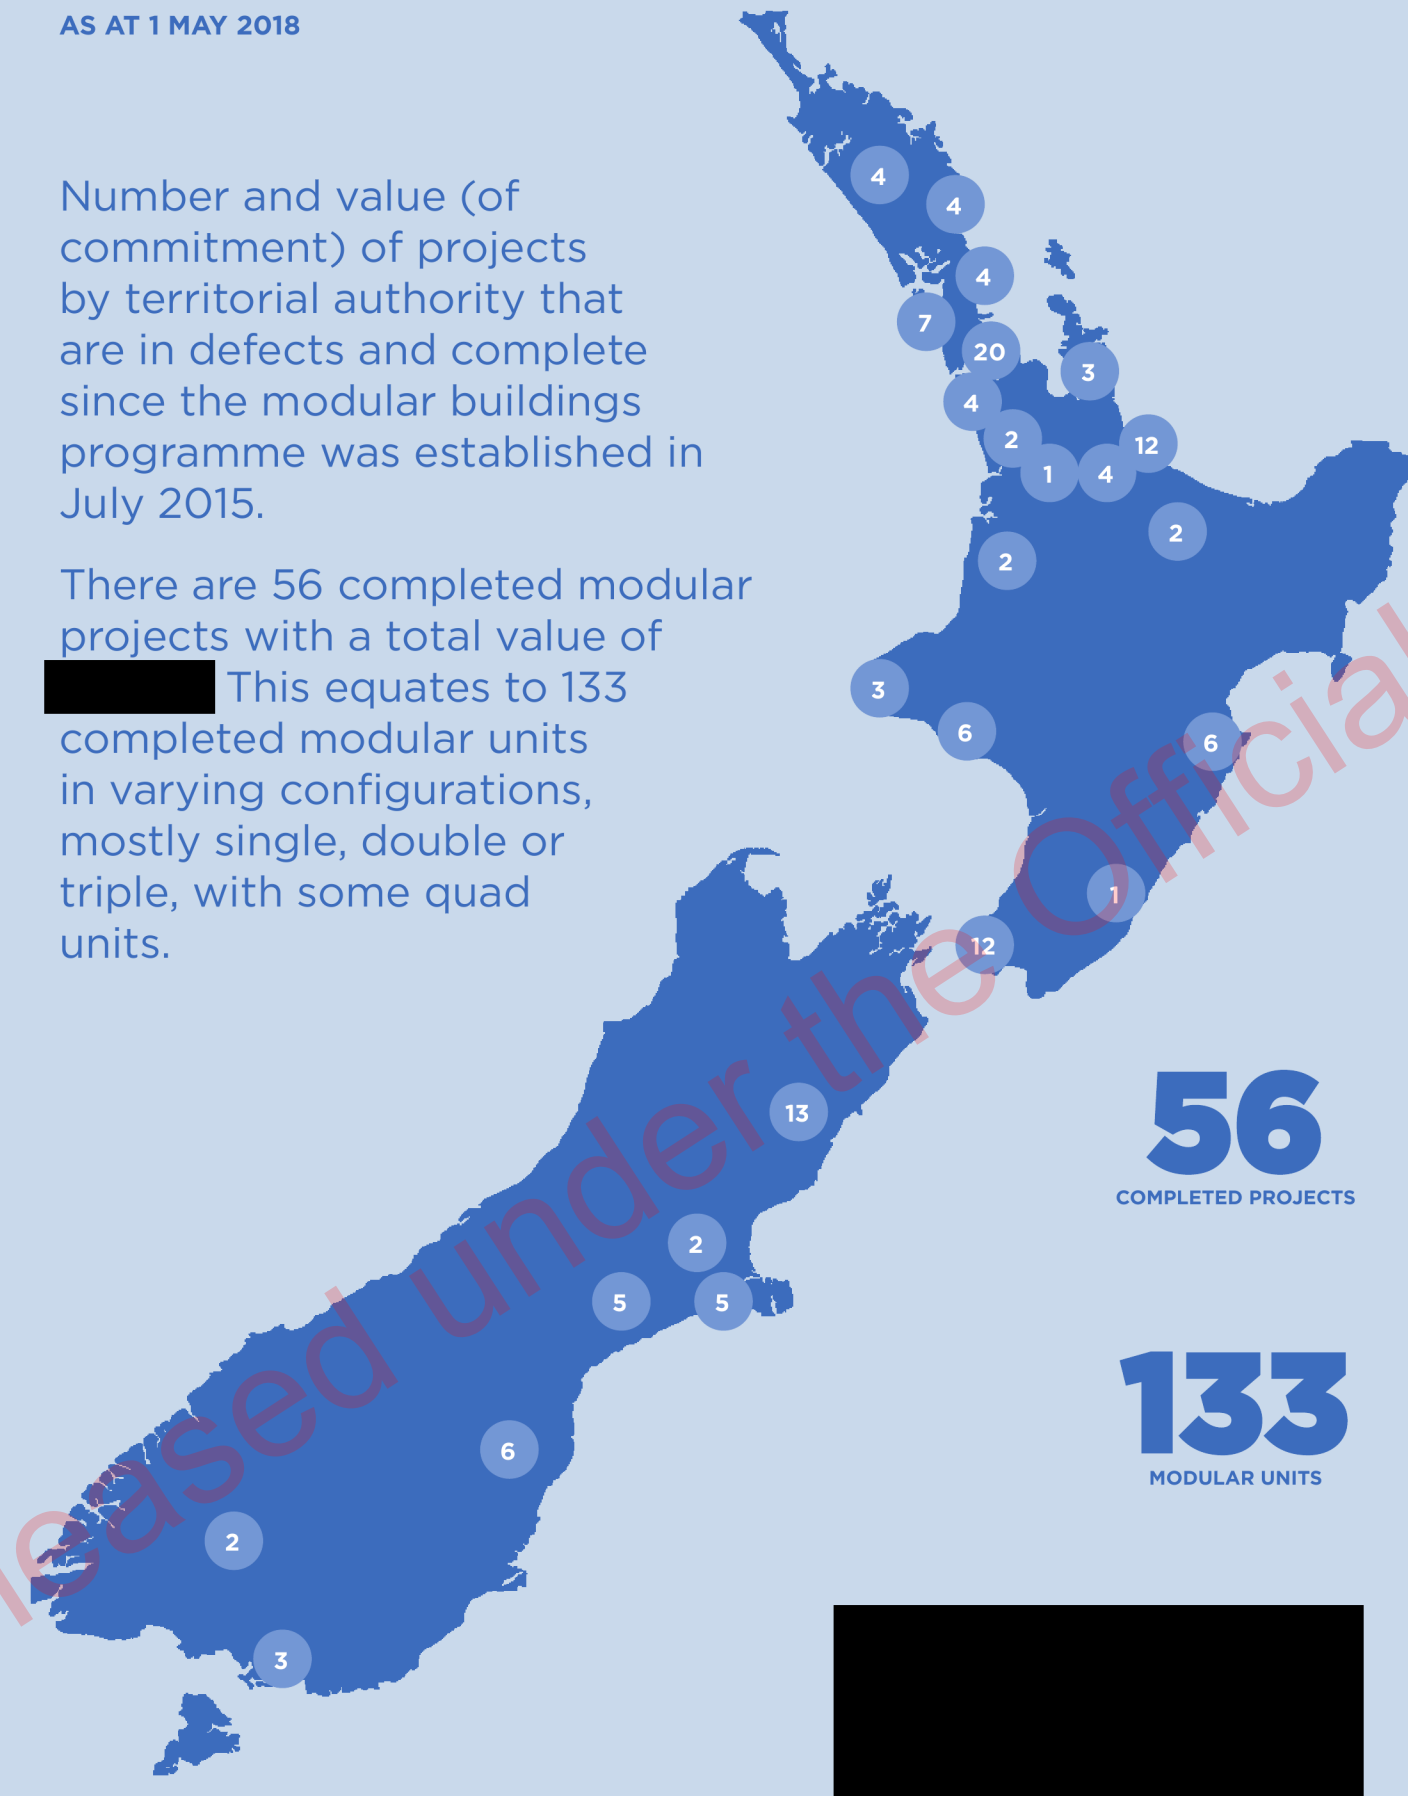 AS AT 1 MAY 2018
Number and value (of
commitment) of projects
by territorial authority that
are in defects and complete
since the modular buildings
programme was established in
July 2015.
There are 56 completed modular
projects with a total value of
This equates to 133
completed modular units
in varying configurations,
mostly single, double or
triple, with some quad
units.
4
4
4
7
20
3
4
2
12
1
4
2
2
3
6
6
1
12
13
2
5
5
6
2
3
56
COMPLETED PROJECTS
133
MODULAR UNITS
eased under the Official